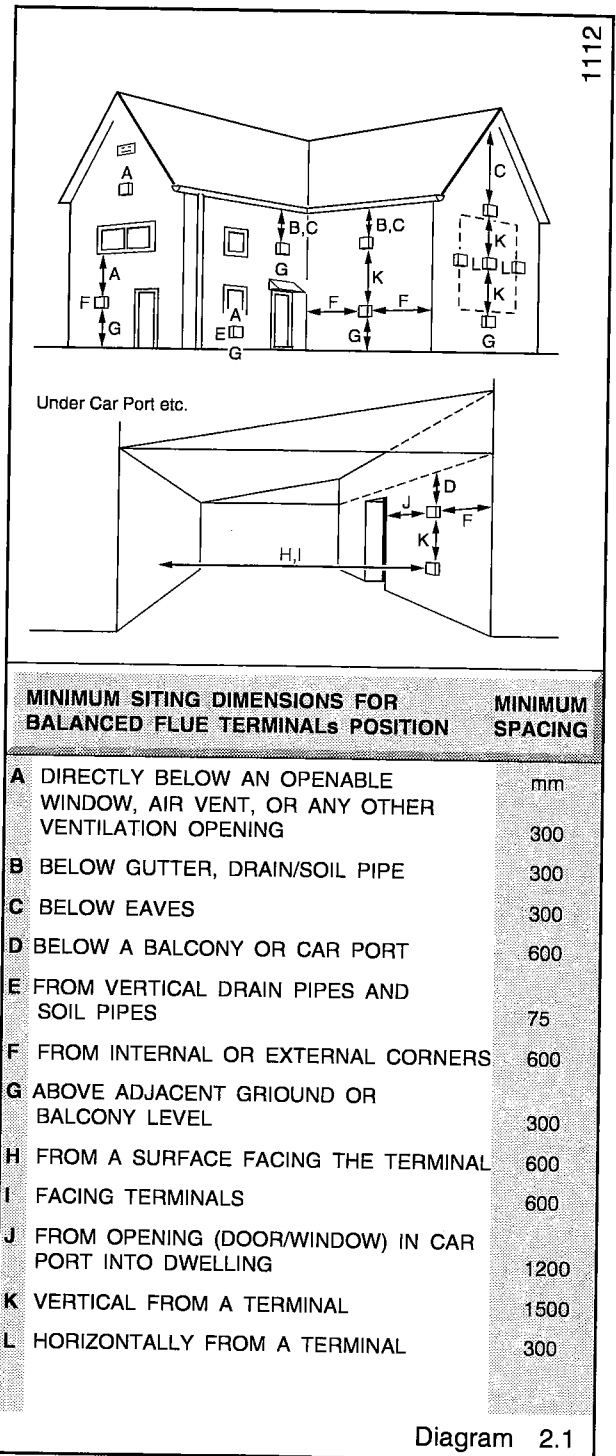 1112
A
C
B,C
B,C
G
K
K
L
L
A
K
F
A
F
F
G
E
G
G
G
Under Car Port etc.
D
J
F
K
H,I
MINIMUM SITING DIMENSIONS FOR MINIMUM
BALANCED FLUE TERMINALs POSITION SPACING
A DIRECTLY BELOW AN OPENABLE mm
WINDOW, AIR VENT, OR ANY OTHER
VENTILATION OPENING 300
B BELOW GUTTER, DRAIN/SOIL PIPE 300
C BELOW EAVES 300
D BELOW A BALCONY OR CAR PORT 600
E FROM VERTICAL DRAIN PIPES AND
SOIL PIPES 75
F FROM INTERNAL OR EXTERNAL CORNERS 600
G ABOVE ADJACENT GRIOUND OR
BALCONY LEVEL 300
H FROM A SURFACE FACING THE TERMINAL 600
I FACING TERMINALS 600
J FROM OPENING (DOOR/WINDOW) IN CAR
PORT INTO DWELLING 1200
K VERTICAL FROM A TERMINAL 1500
L HORIZONTALLY FROM A TERMINAL 300
Diagram 2.1